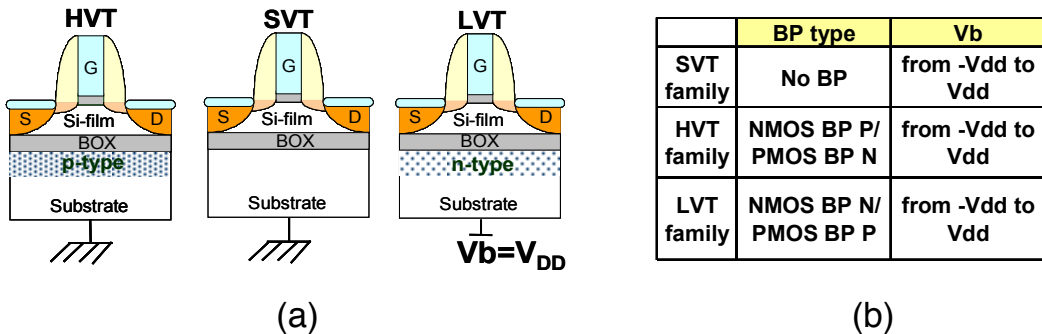 HVT
G
S
Si-film
D
BOX
p-type
Substrate
SVT
G
S
Si-film
D
BOX
Substrate
LVT
G
S
Si-film
D
BOX
n-type
Substrate
Vb=VDD
(a)
BP type Vb
SVT family No BP from -Vdd to Vdd
HVT family NMOS BP P/ PMOS BP N from -Vdd to Vdd
LVT family NMOS BP N/ PMOS BP P from -Vdd to Vdd
(b)